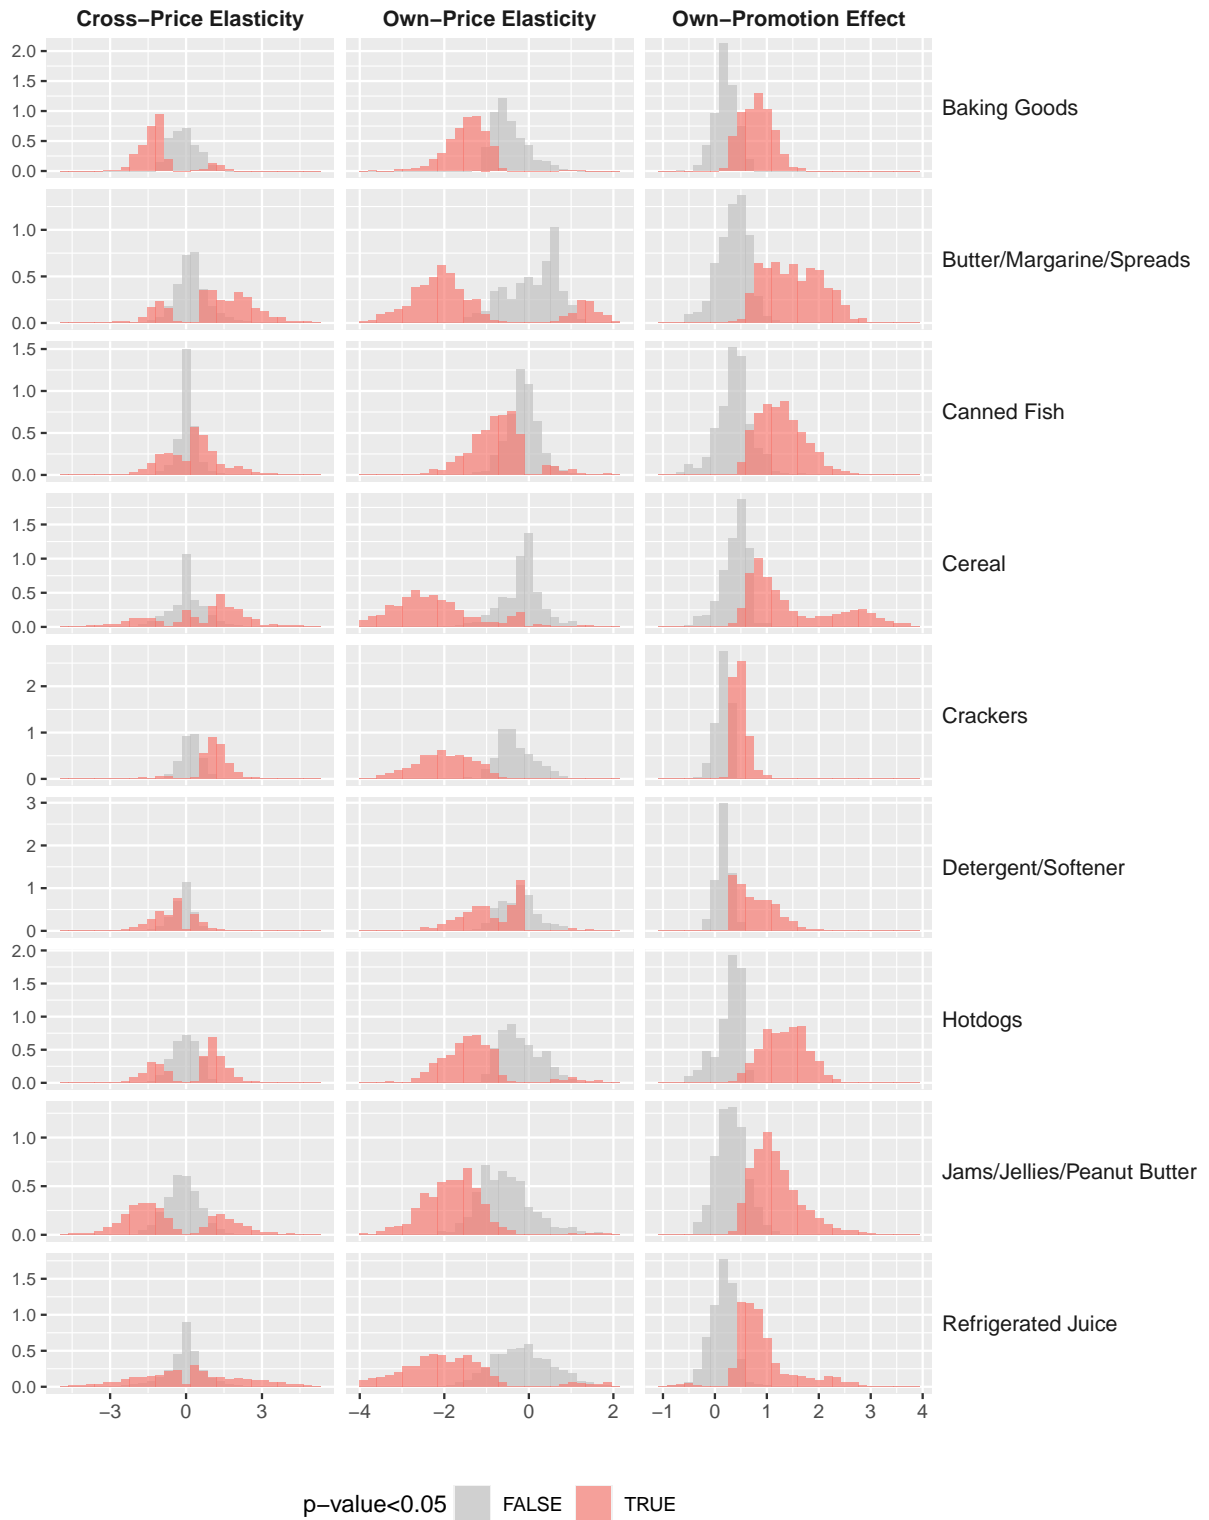 Cross−Price Elasticity Own−Price Elasticity Own−Promotion Effect
2.0
1.5
1.0
0.5
0.0
Baking Goods
1.0
0.5
0.0
Butter/Margarine/Spreads
1.5
1.0
0.5
0.0
Canned Fish
1.5
1.0
0.5
0.0
Cereal
2
1
0
Crackers
3
2
1
0
Detergent/Softener
2.0
1.5
1.0
0.5
0.0
Hotdogs
1.0
0.5
0.0
Jams/Jellies/Peanut Butter
1.5
1.0
0.5
0.0
Refrigerated Juice
−3 0 3 −4 −2 0 2 −1 0 1 2 3 4
p−value<0.05 FALSE TRUE